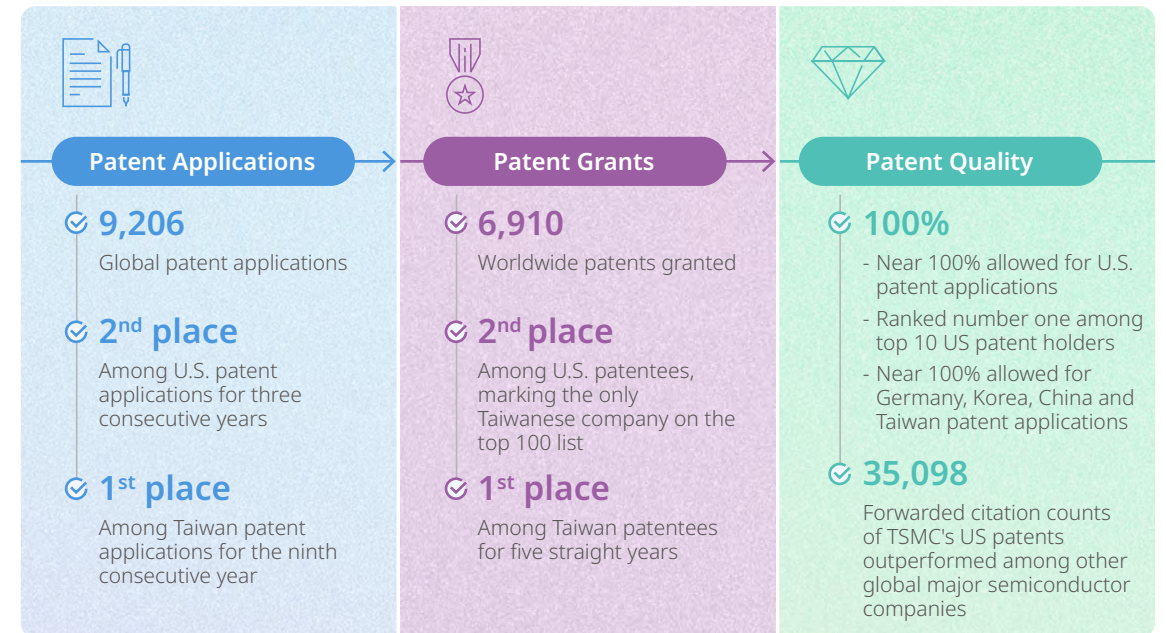 Patent Applications
9,206
Global patent applications
2nd place
Among U.S. patent
applications for three
consecutive years
1st place
Among Taiwan patent
applications for the ninth
consecutive year
Patent Grants
6,910
Worldwide patents granted
2nd place
Among U.S. patentees,
marking the only
Taiwanese company on the
top 100 list
1st place
Among Taiwan patentees
for five straight years
Patent Quality
100%
- Near 100% allowed for U.S.
patent applications
- Ranked number one among
top 10 US patent holders
- Near 100% allowed for
Germany, Korea, China and
Taiwan patent applications
35,098
Forwarded citation counts
of TSMC's US patents
outperformed among other
global major semiconductor
companies